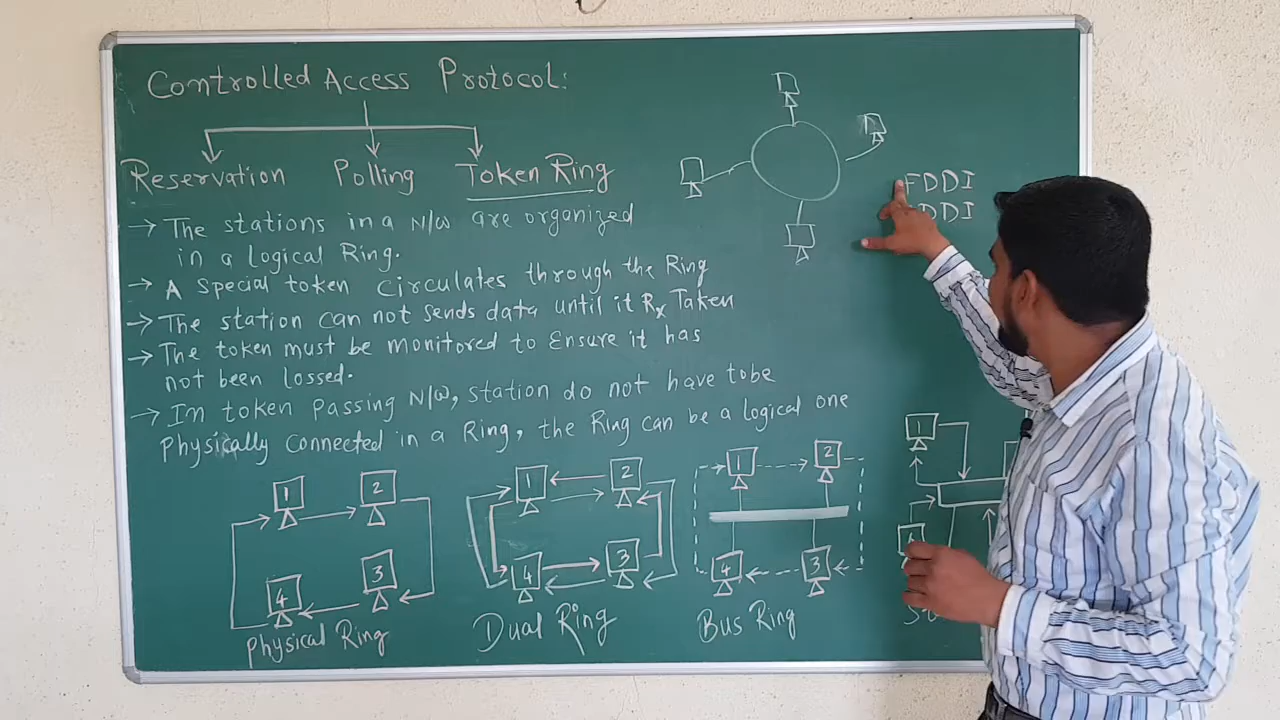 Controlled Access Protocol:
Reservation Polling Token Ring
→ The stations in a N/w are organized
in a Logical Ring.
→ A special token circulates through the Ring
→ The station can not sends data until it Rx Taken
→ The token must be monitored to Ensure it has
not been lossed.
→ In token passing N/w, station do not have tobe
physically connected in a Ring, the Ring can be a logical one
FDDI
DDI
1 2
3
4
Physical Ring
1 2
3
4
Dual Ring
1 2
3
4
Bus Ring
1
4